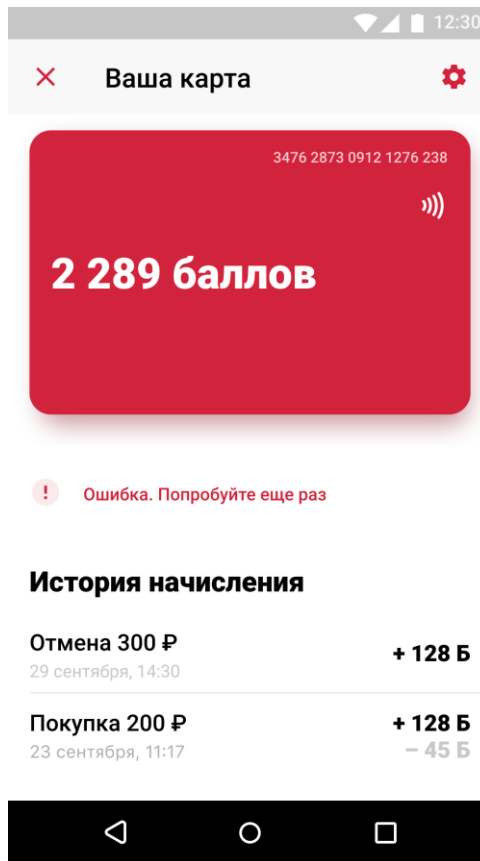 12:30
Ваша карта
3476 2873 0912 1276 238
2 289 баллов
! Ошибка. Попробуйте еще раз
История начисления
Отмена 300 ₽
+ 128 Б
29 сентября, 14:30
Покупка 200 ₽
+ 128 Б
23 сентября, 11:17
– 45 Б